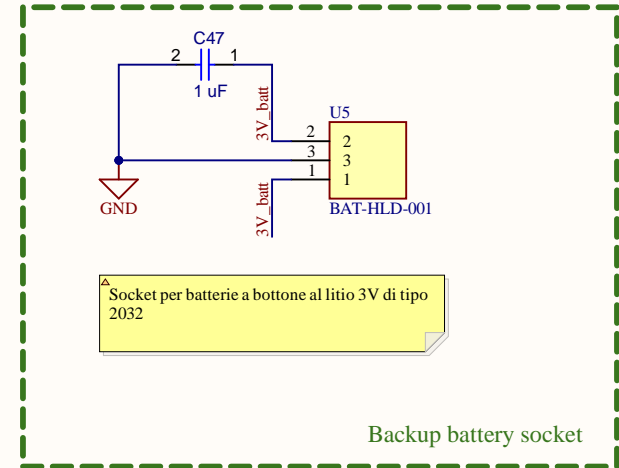 C47
2 1
1 uF
3V_batt
U5
2 2
3 3
1 1
GND
3V_batt
BAT-HLD-001
Socket per batterie a bottone al litio 3V di tipo
2032
Backup battery socket